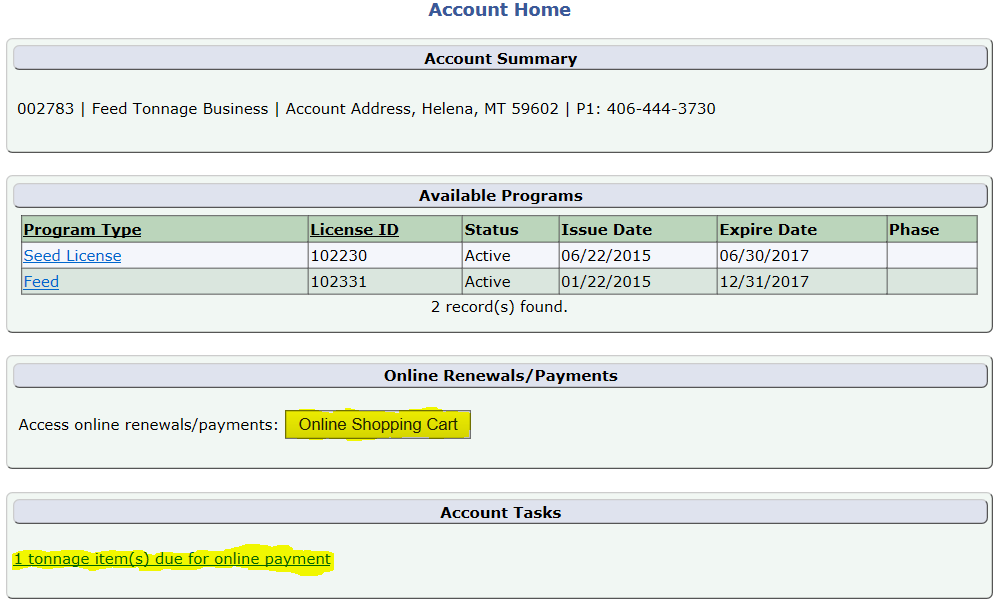 Account Home
Account Summary
002783 | Feed Tonnage Business | Account Address, Helena, MT 59602 | P1: 406-444-3730
Available Programs
Program Type License ID Status Issue Date Expire Date Phase
Seed License 102230 Active 06/22/2015 06/30/2017
Feed 102331 Active 01/22/2015 12/31/2017
2 record(s) found.
Online Renewals/Payments
Access online renewals/payments: Online Shopping Cart
Account Tasks
1 tonnage item(s) due for online payment